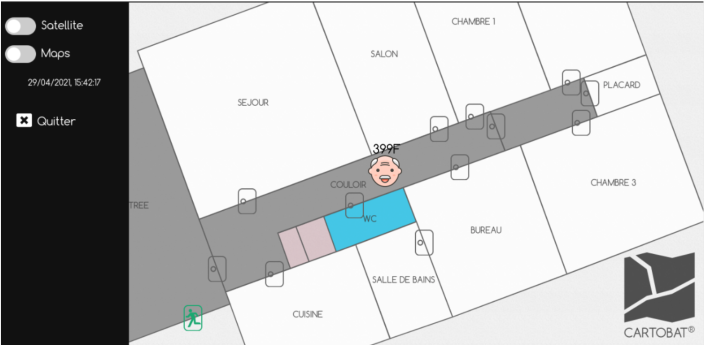 Satellite
Maps
29/04/2021, 15:42:17
Quitter
CHAMBRE 1
SALON
SEJOUR
PLACARD
399F
COULOIR
CHAMBRE 3
TREE
WC
BUREAU
SALLE DE BAINS
CUISINE
CARTOBAT®